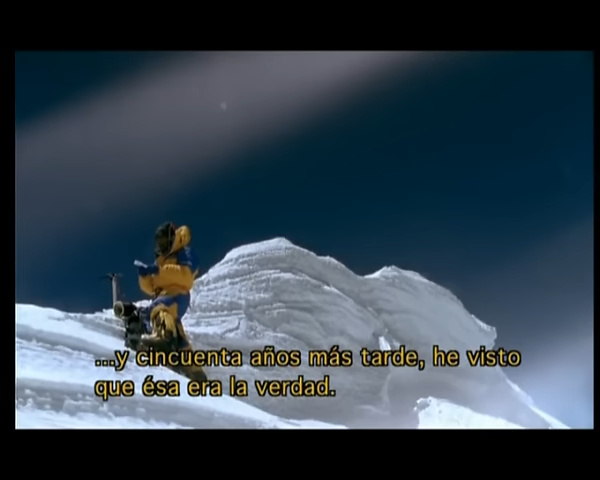 ...y cincuenta años más tarde, he visto
que ésa era la verdad.